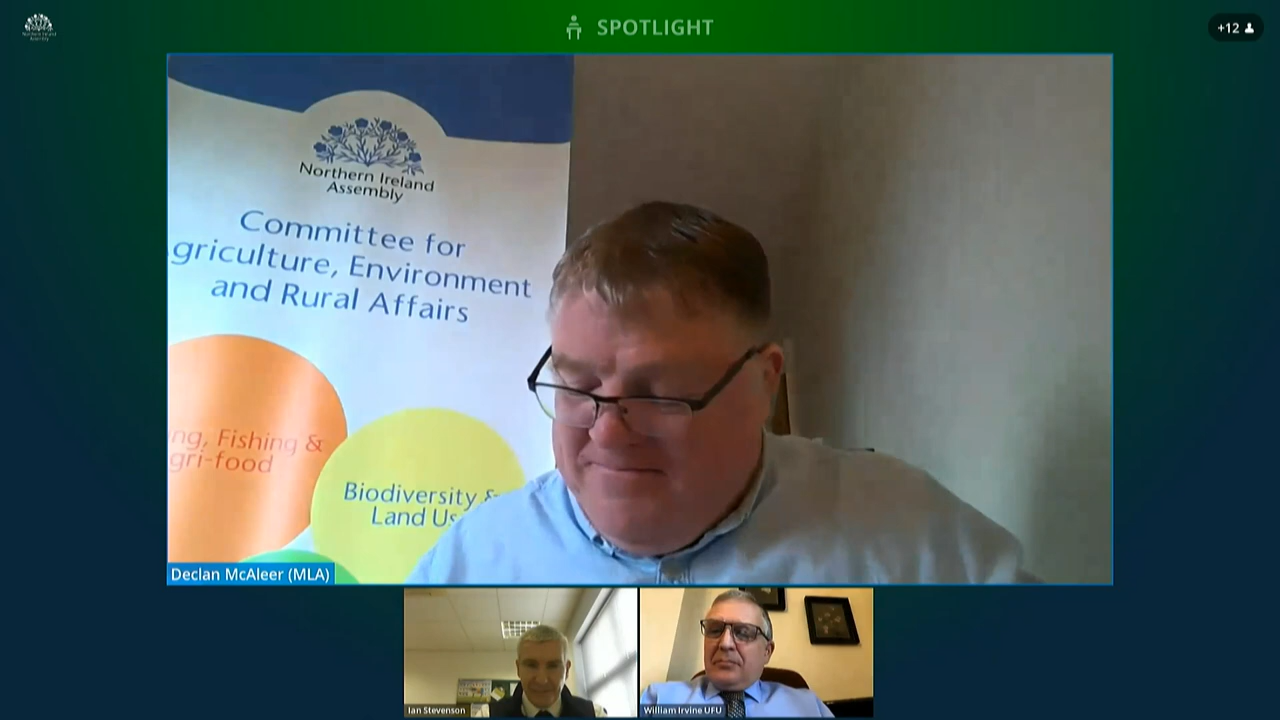 SPOTLIGHT
+12
Northern Ireland
Assembly
Committee for
griculture, Environment
and Rural Affairs
ng, Fishing &
gri-food
Biodiversity &
Land Us
Declan McAleer (MLA)
Ian Stevenson
William Irvine UFU